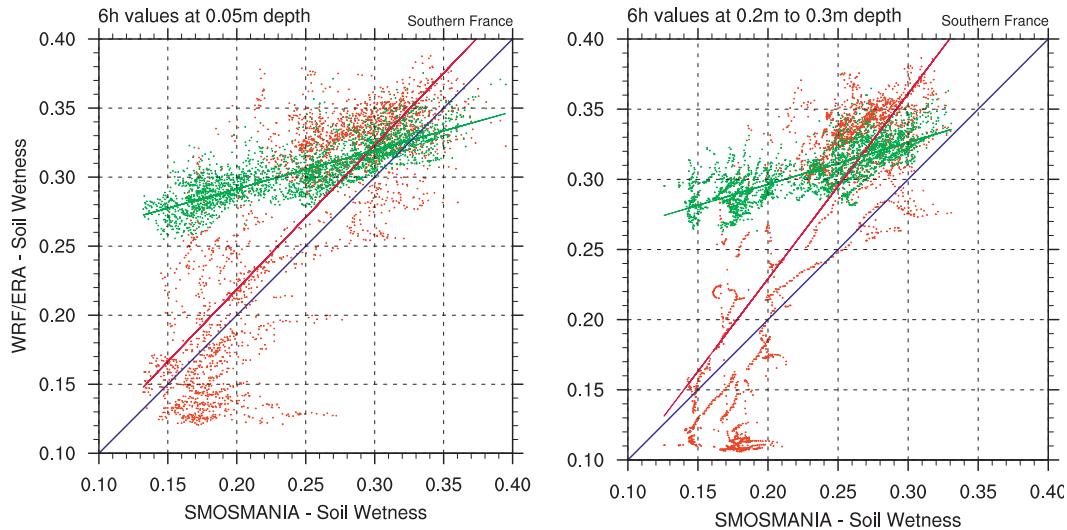 6h values at 0.05m depth
Southern France
WRF/ERA - Soil Wetness
0.40
0.35
0.30
0.25
0.20
0.15
0.10
0.10 0.15 0.20 0.25 0.30 0.35 0.40
SMOSMANIA - Soil Wetness
6h values at 0.2m to 0.3m depth
Southern France
0.40
0.35
0.30
0.25
0.20
0.15
0.10
0.10 0.15 0.20 0.25 0.30 0.35 0.40
SMOSMANIA - Soil Wetness